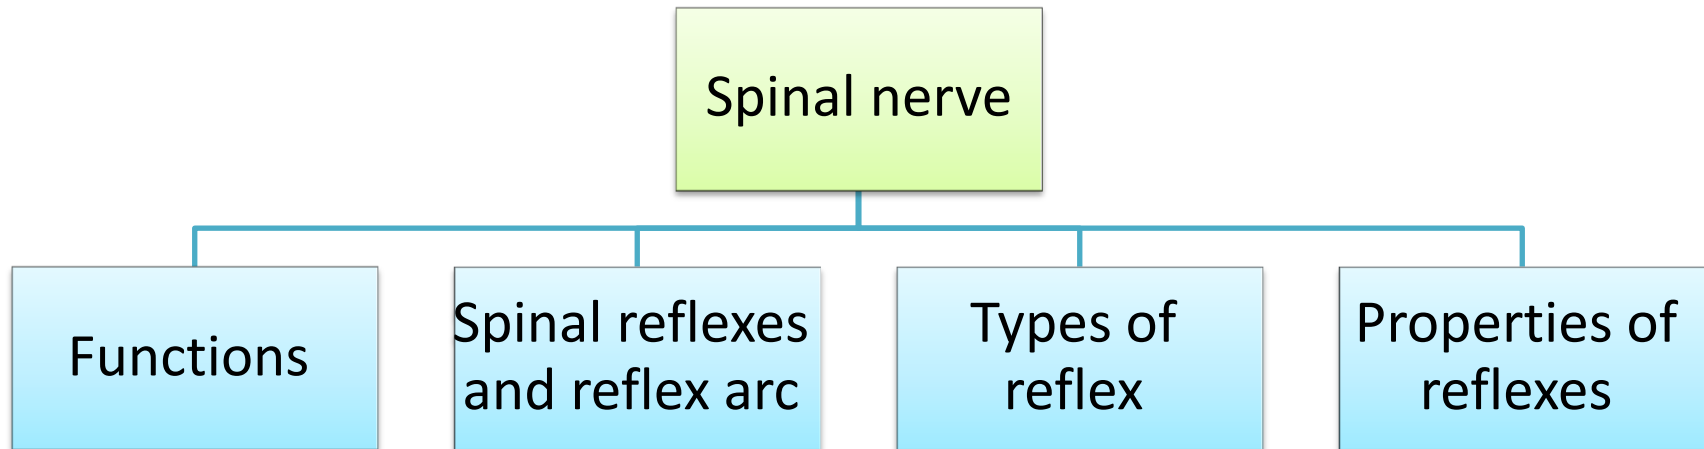 Spinal nerve
Functions
Spinal reflexes
and reflex arc
Types of
reflex
Properties of
reflexes